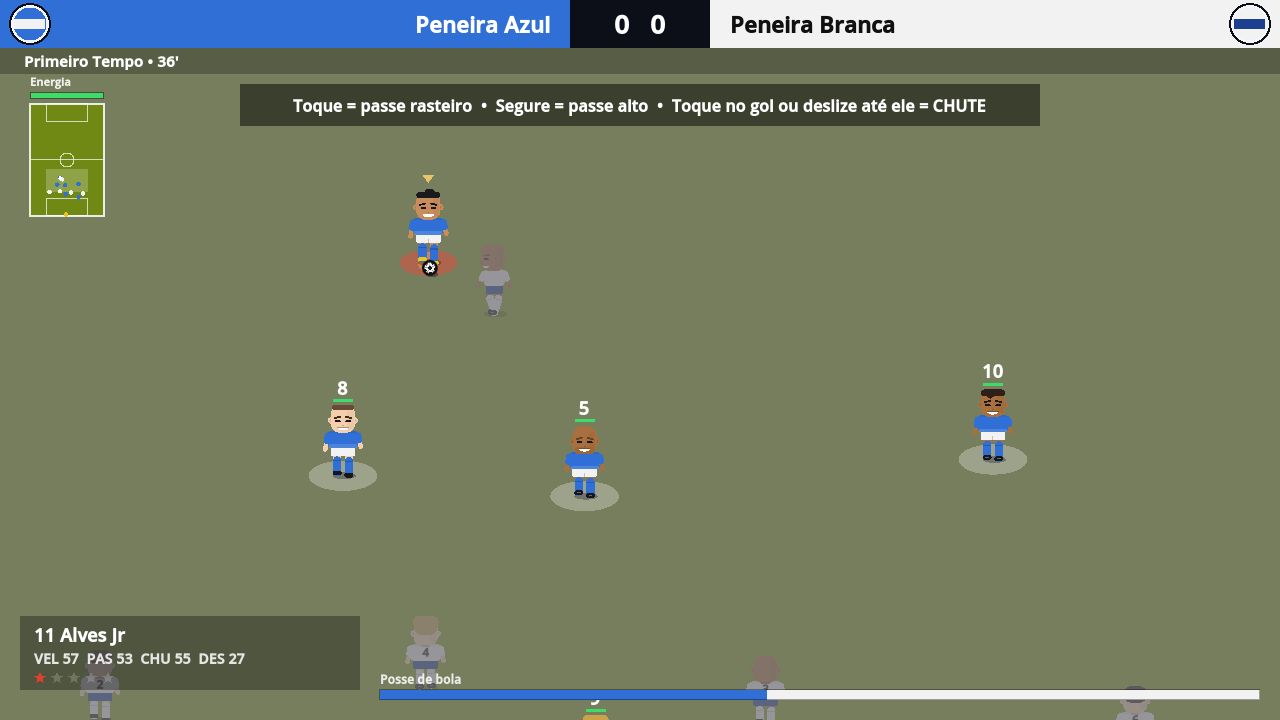 Peneira Azul 0 0 Peneira Branca
Primeiro Tempo • 36'
Energia
Toque = passe rasteiro • Segure = passe alto • Toque no gol ou deslize até ele = CHUTE
10
8
5
11 Alves Jr
VEL 57 PAS 53 CHU 55 DES 27
4
2
Posse de bola